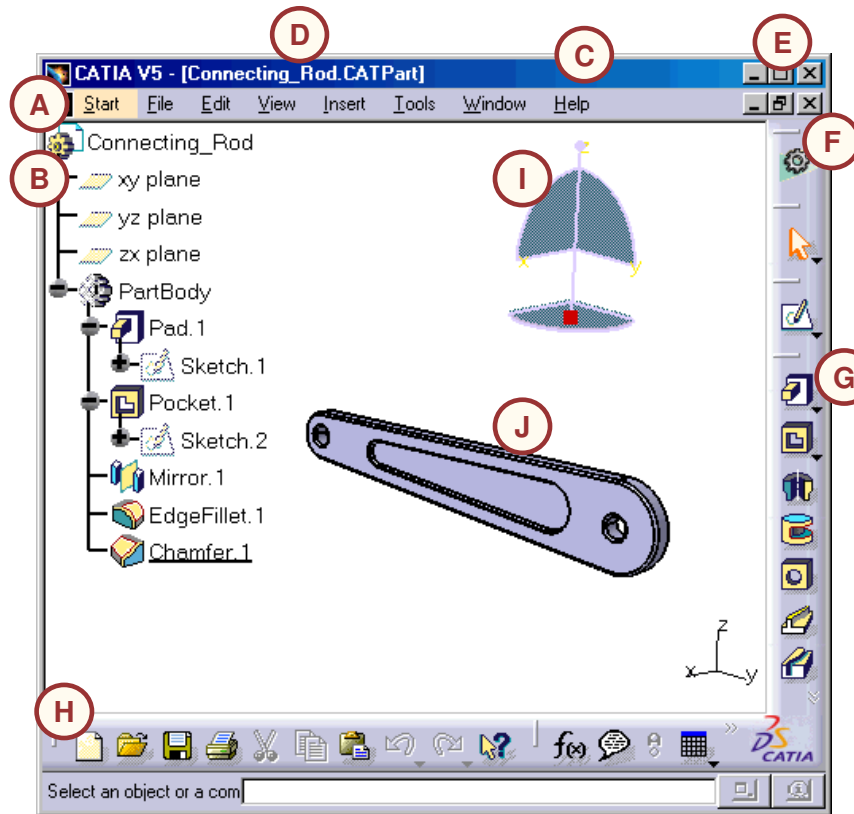 D
C
E
CATIA V5 - [Connecting_Rod.CATPart]
A
Start File Edit View Insert Tools Window Help
F
Connecting_Rod
z
B
xy plane
I
yz plane
x y
zx plane
PartBody
Pad.1
Sketch.1
G
Pocket.1
J
Sketch.2
Mirror.1
EdgeFillet.1
Chamfer.1
z
x y
H
f(x)
?
DS
CATIA
Select an object or a com